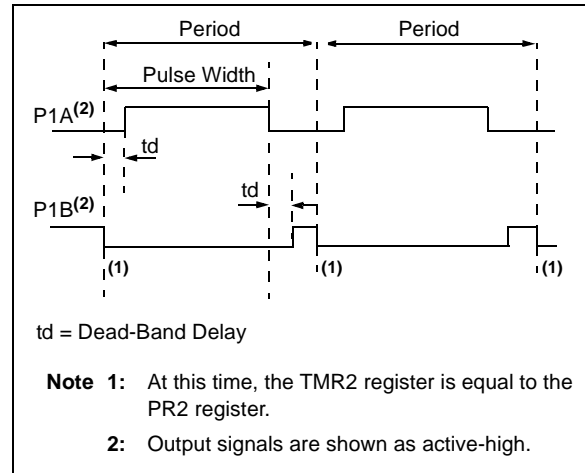 Period Period
Pulse Width
P1A(2)
td
td
P1B(2)
(1) (1) (1)
td = Dead-Band Delay
Note 1: At this time, the TMR2 register is equal to the
PR2 register.
2: Output signals are shown as active-high.